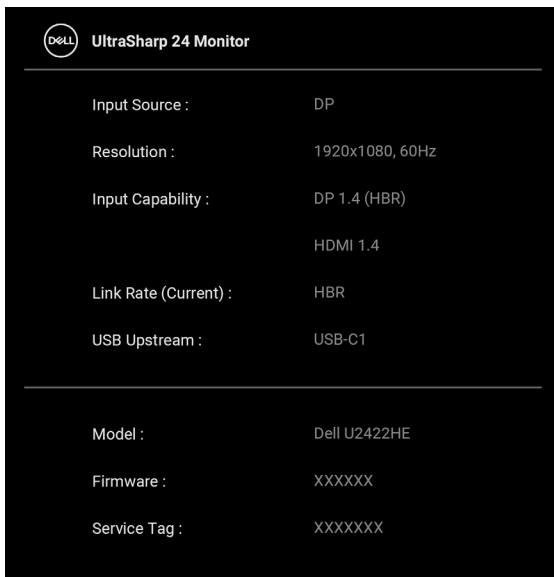 DELL UltraSharp 24 Monitor
Input Source : DP
Resolution : 1920x1080, 60Hz
Input Capability : DP 1.4 (HBR)
HDMI 1.4
Link Rate (Current) : HBR
USB Upstream : USB-C1
Model : Dell U2422HE
Firmware : XXXXXX
Service Tag : XXXXXXX